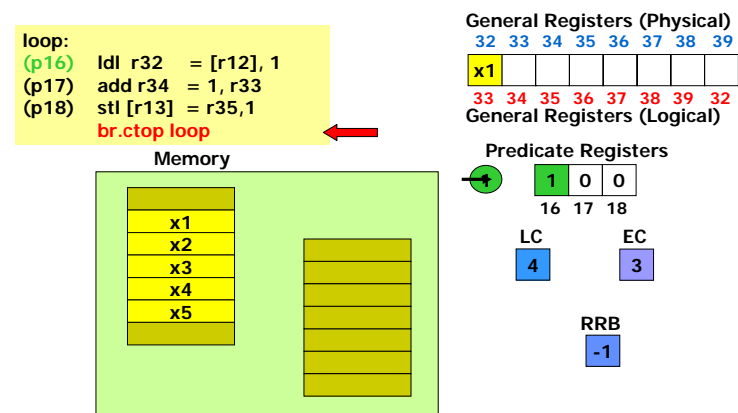 loop:
(p16) ldl r32 = [r12], 1
(p17) add r34 = 1, r33
(p18) stl [r13] = r35,1
br.ctop loop
General Registers (Physical)
32 33 34 35 36 37 38 39
x1
33 34 35 36 37 38 39 32
General Registers (Logical)
Memory
x1
x2
x3
x4
x5
Predicate Registers
1 1 0 0
16 17 18
LC EC
4 3
RRB
-1